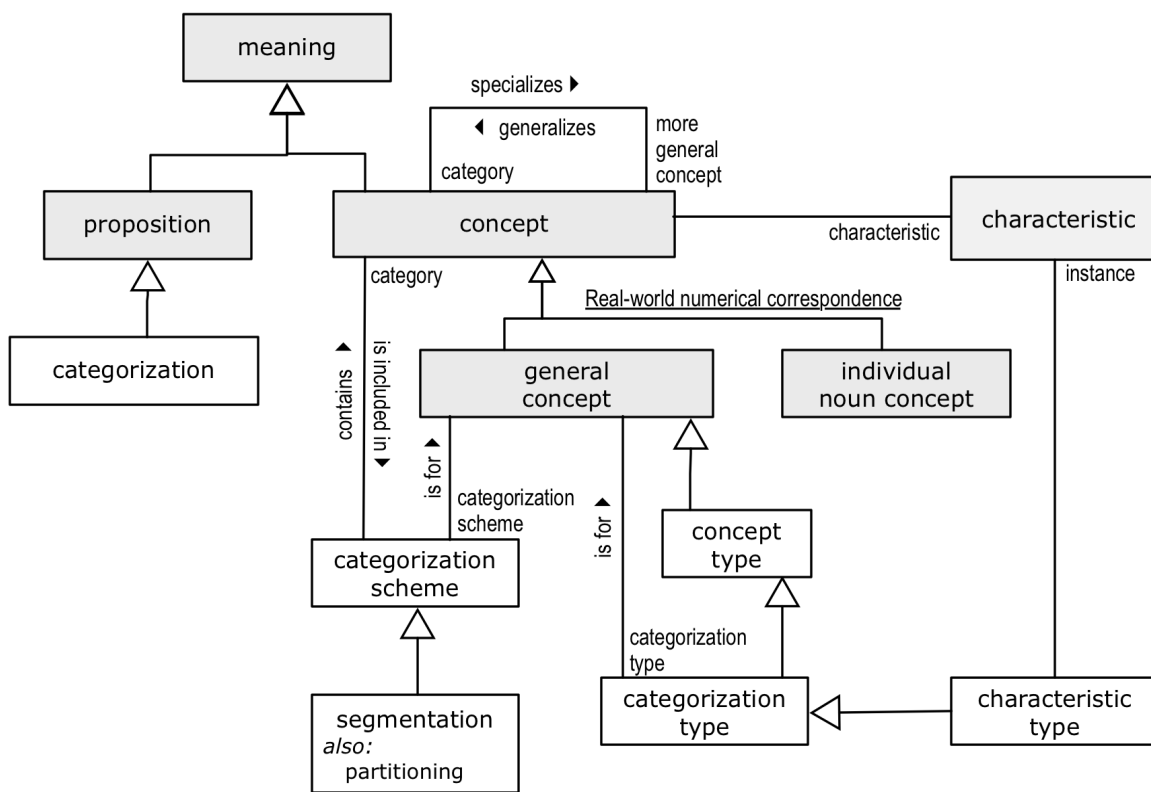 meaning
specializes ▶
◀ generalizes
more
general
concept
category
proposition
concept
characteristic
characteristic
category
instance
Real-world numerical correspondence
categorization
contains ▶
is included in ▶
general
concept
individual
noun concept
is for ▶
categorization
scheme
is for ▶
concept
type
categorization
scheme
categorization
type
segmentation
also:
partitioning
categorization
type
characteristic
type